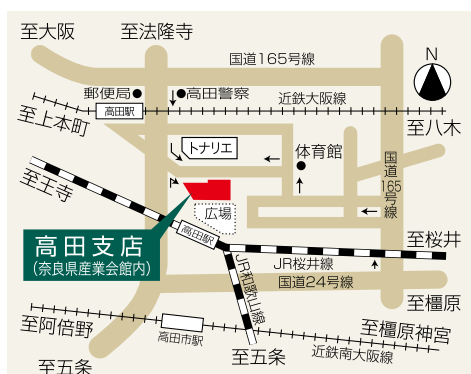 至大阪
至法隆寺
国道165号線
N
郵便局
高田警察
近鉄大阪線
高田駅
至上本町
至八木
トナリエ
体育館
国道165号線
至王寺
広場
高田駅
高田支店
(奈良県産業会館内)
至桜井
JR桜井線
JR和歌山線
国道24号線
至橿原
至阿倍野
高田市駅
至橿原神宮
近鉄南大阪線
至五条
至五条